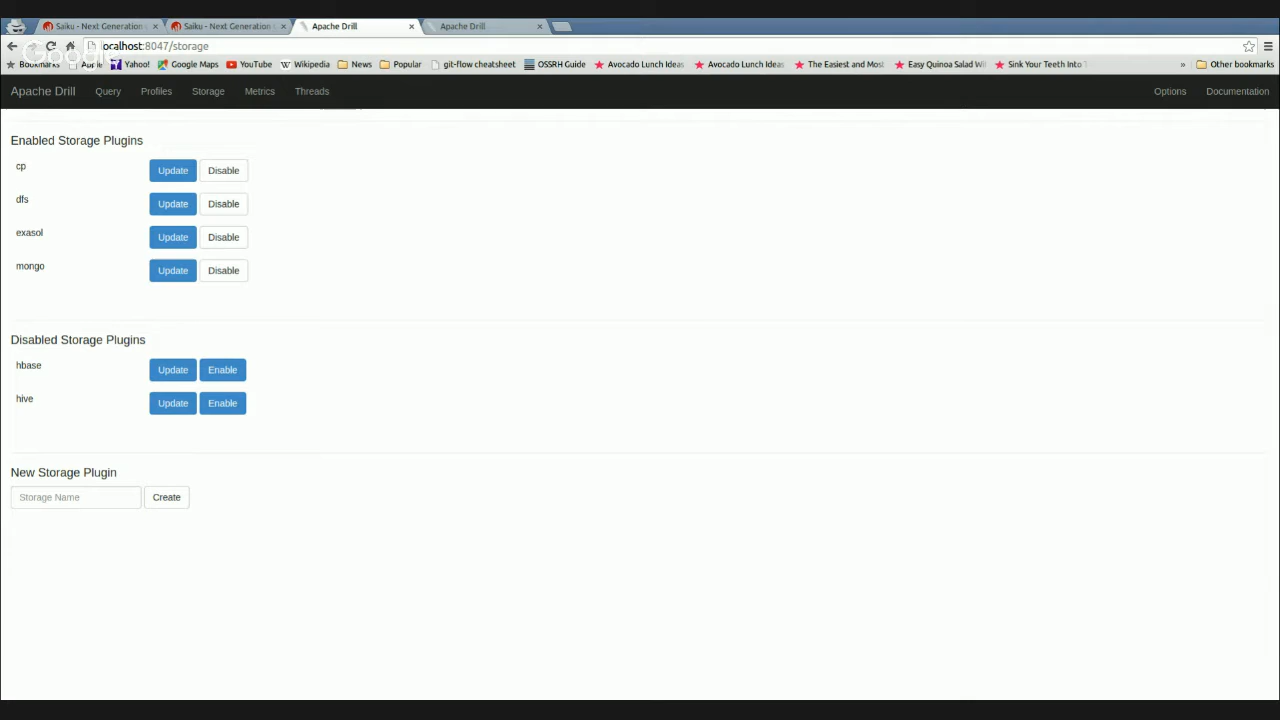 Saiku - Next Generation
Saiku - Next Generation
Apache Drill
Apache Drill
localhost:8047/storage
Google
Bookmarks
Apple
Yahoo!
Google Maps
YouTube
Wikipedia
News
Popular
git-flow cheatsheet
OSSRH Guide
Avocado Lunch Ideas
Avocado Lunch Ideas
The Easiest and Most
Easy Quinoa Salad Wi
Sink Your Teeth Into
»
Other bookmarks
Apache Drill
Query
Profiles
Storage
Metrics
Threads
Options
Documentation
Enabled Storage Plugins
cp
Update
Disable
dfs
Update
Disable
exasol
Update
Disable
mongo
Update
Disable
Disabled Storage Plugins
hbase
Update
Enable
hive
Update
Enable
New Storage Plugin
Storage Name
Create